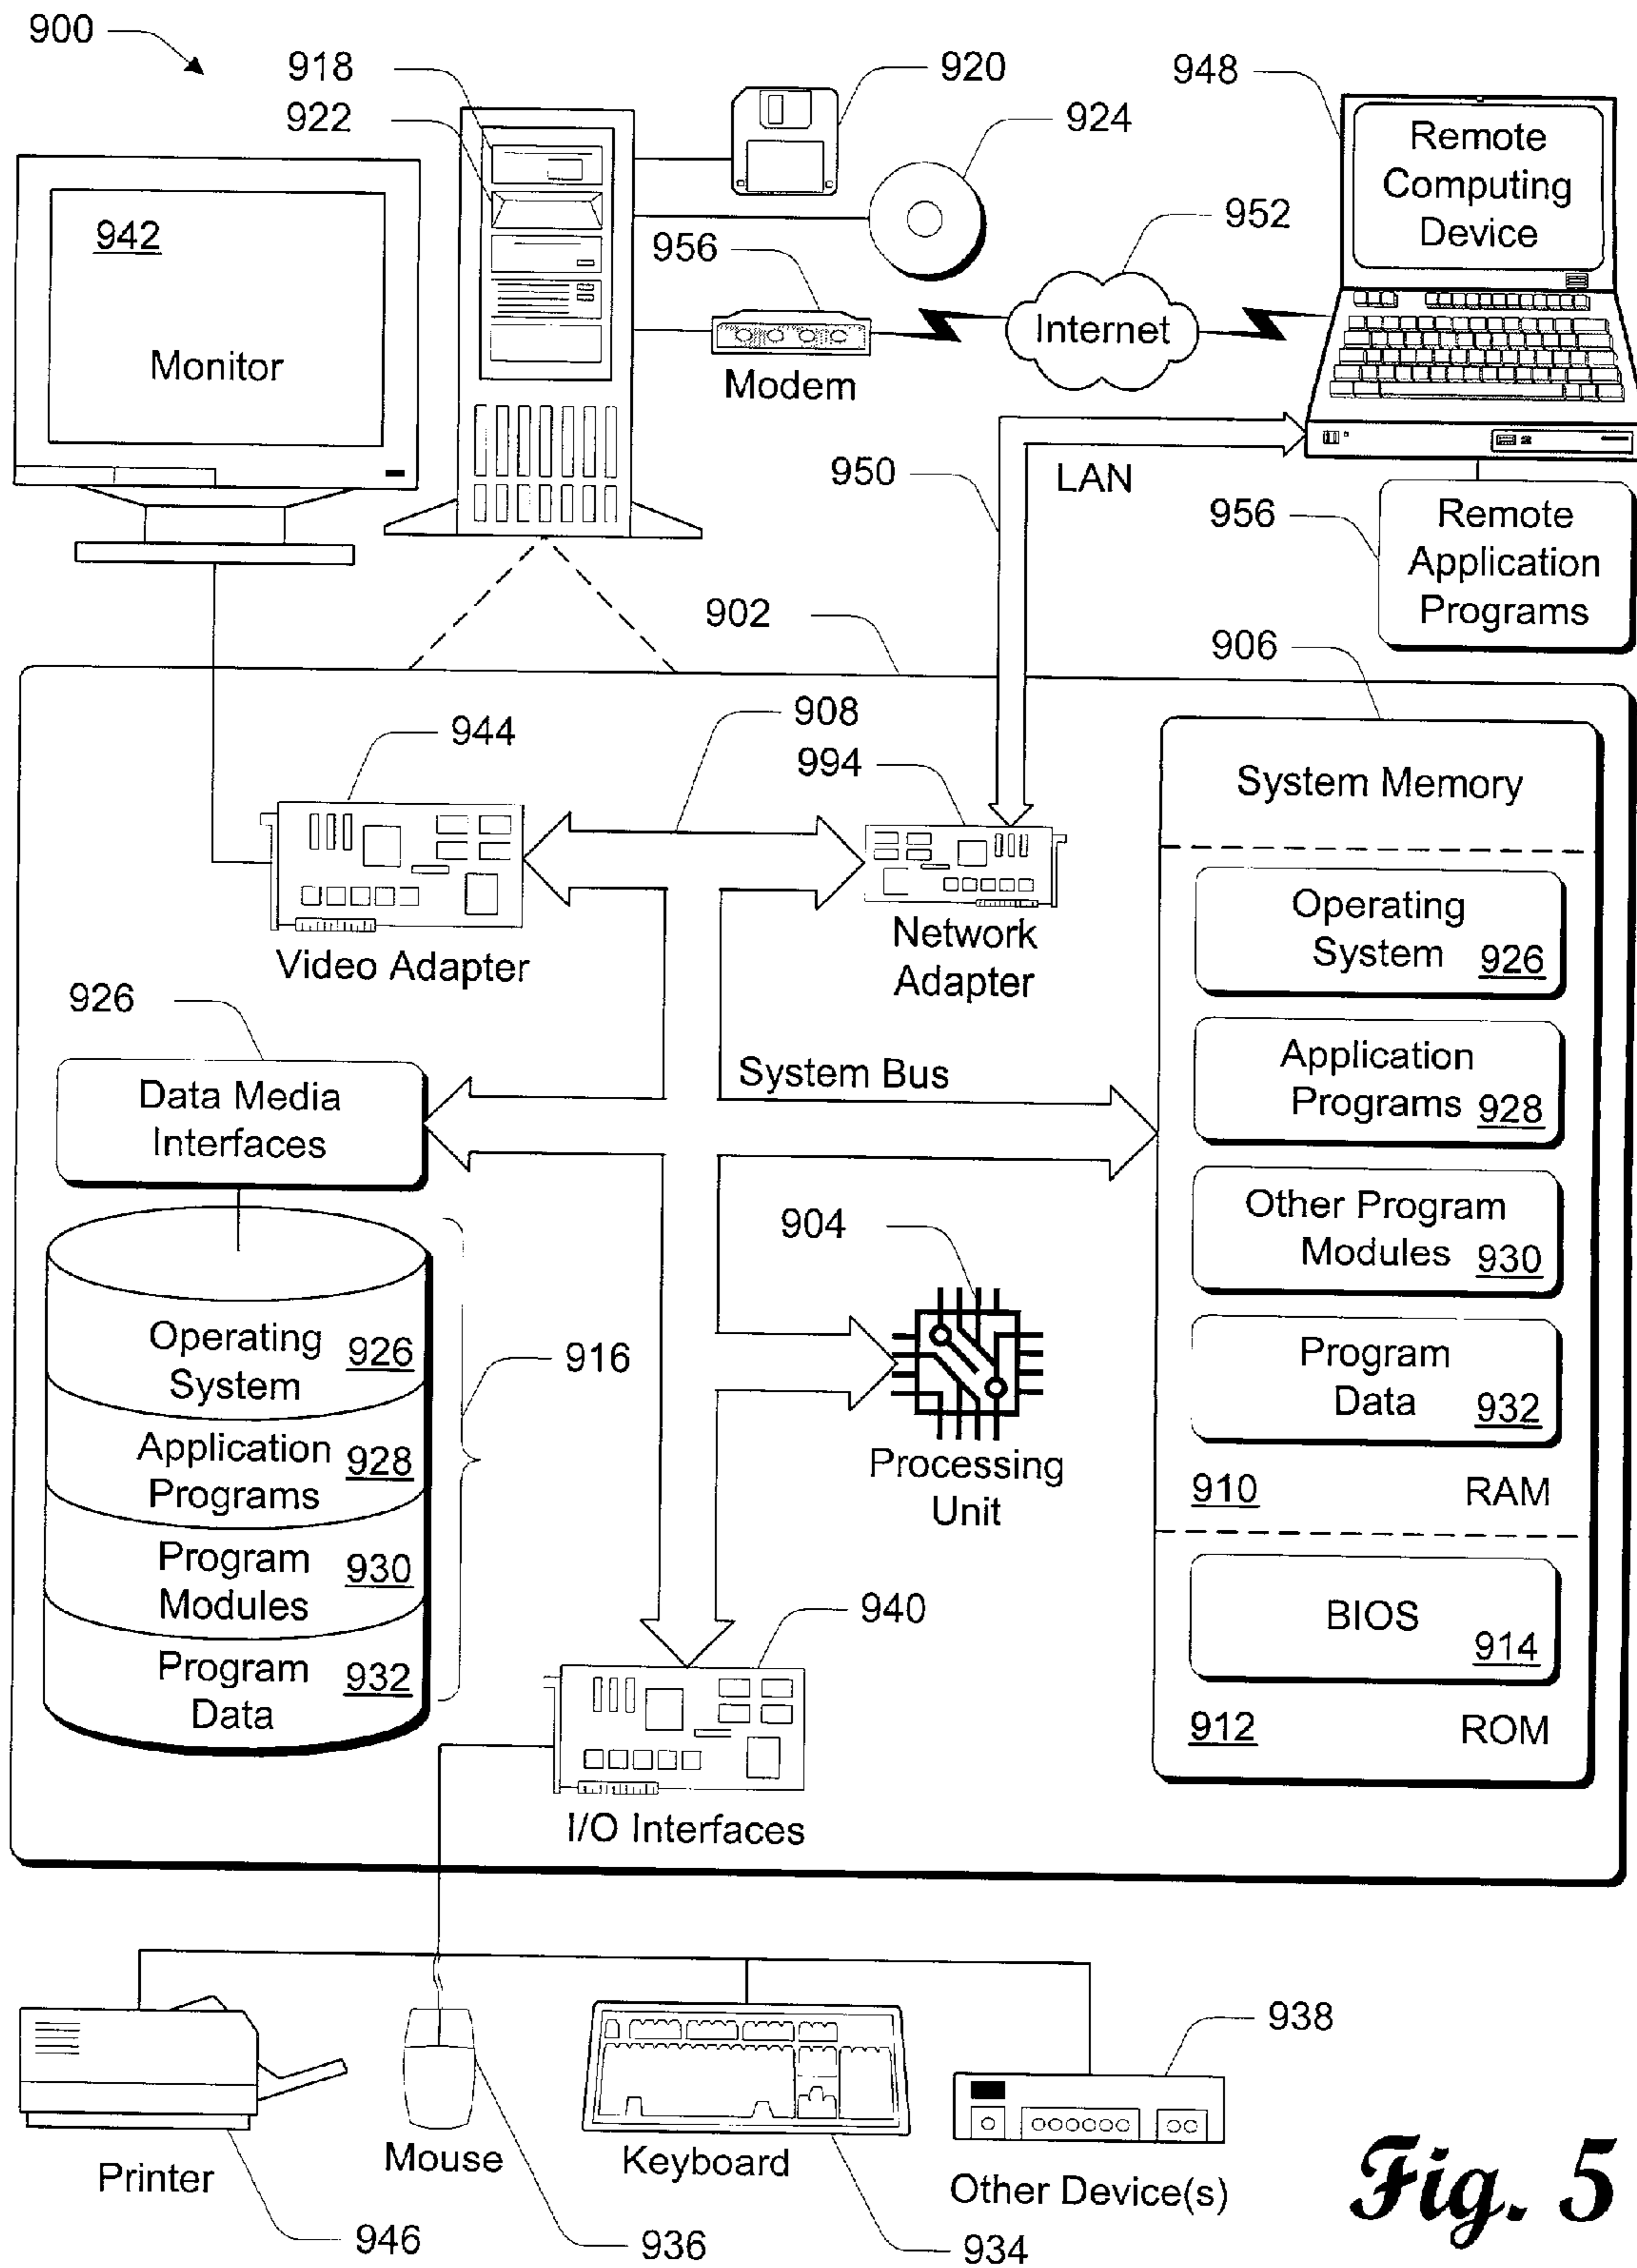 900
918
922
920
924
948
Remote
Computing
Device
942
Monitor
956
Modem
952
Internet
950
LAN
956
Remote
Application
Programs
902
906
908
944
994
Video Adapter
Network
Adapter
System Memory
Operating
System 926
Application
Programs 928
Other Program
Modules 930
Program
Data 932
910 RAM
BIOS
914
912 ROM
926
Data Media
Interfaces
System Bus
904
Processing
Unit
916
Operating
System 926
Application
Programs 928
Program
Modules 930
Program
Data 932
940
I/O Interfaces
Printer
946
Mouse
936
Keyboard
934
938
Other Device(s)
Fig. 5